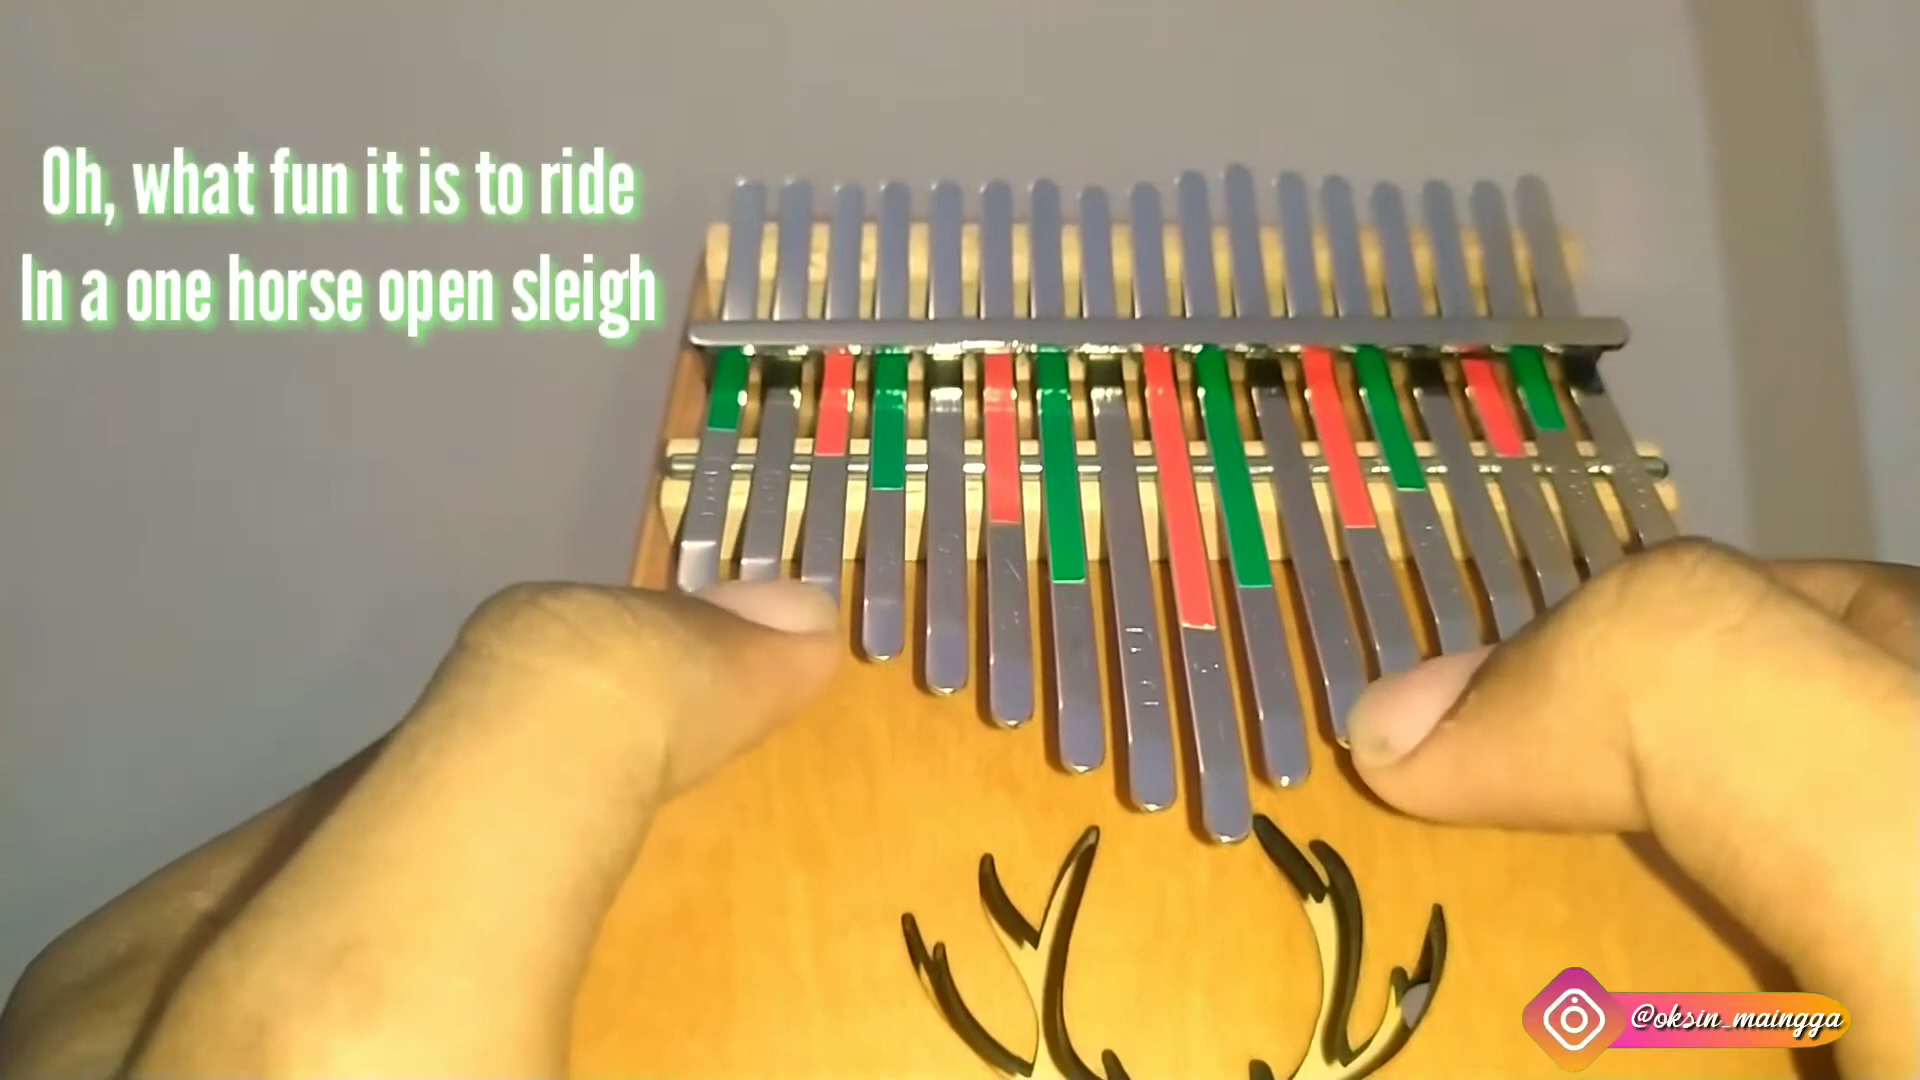 Oh, what fun it is to ride
In a one horse open sleigh
@oksin_maingga